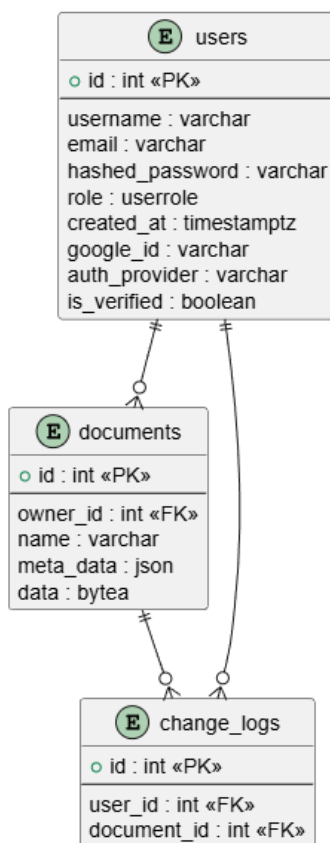 E users
id : int «PK»
username : varchar
email : varchar
hashed_password : varchar
role : userrole
created_at : timestamptz
google_id : varchar
auth_provider : varchar
is_verified : boolean
E documents
id : int «PK»
owner_id : int «FK»
name : varchar
meta_data : json
data : bytea
E change_logs
id : int «PK»
user_id : int «FK»
document_id : int «FK»